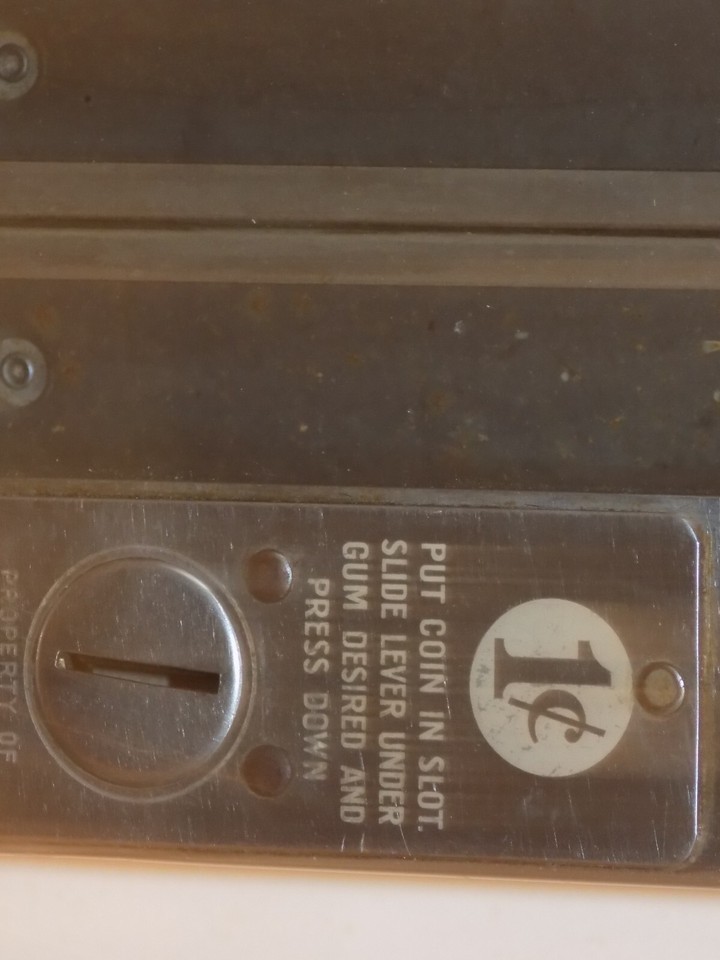 1¢
PUT COIN IN SLOT.
SLIDE LEVER UNDER
GUM DESIRED AND
PRESS DOWN
PROPERTY OF